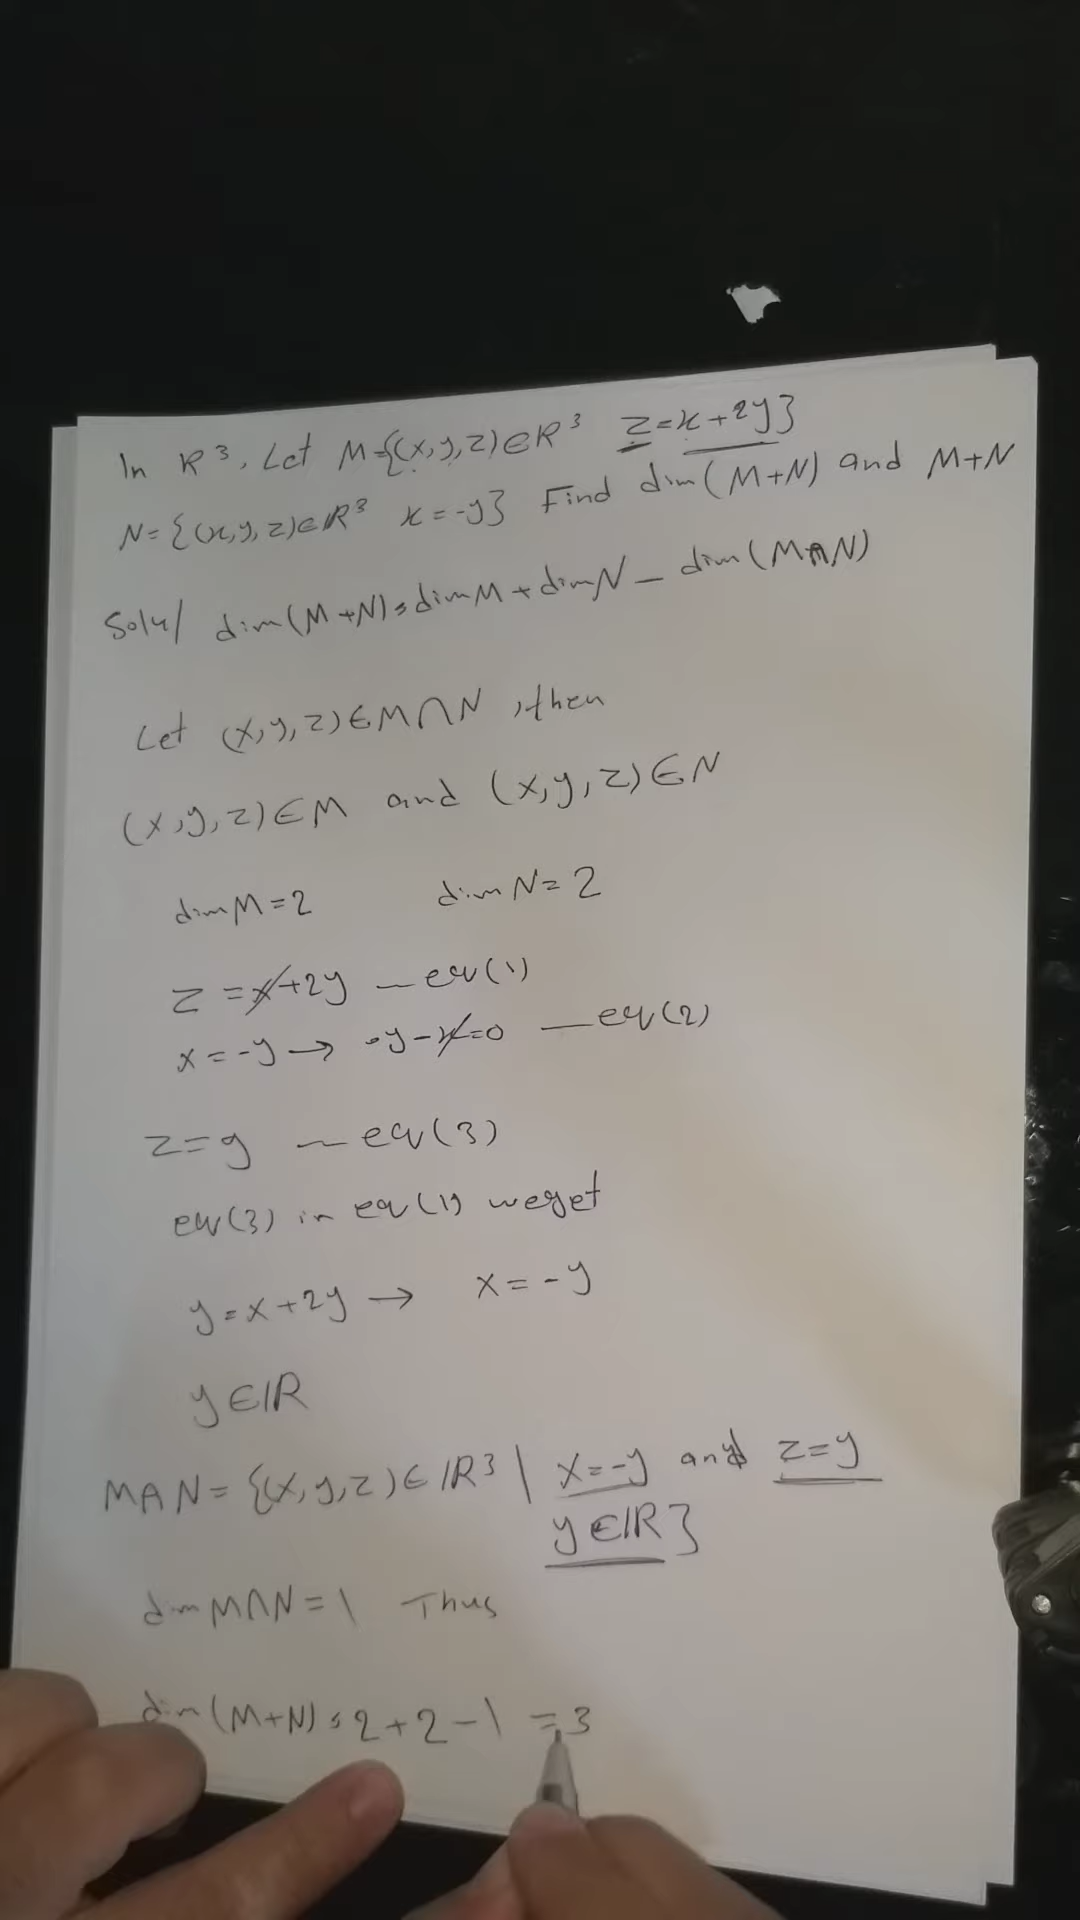 In R³, Let M={(x,y,z)∈R³ z=x+2y}
N={(x,y,z)∈R³ x=-y} Find dim(M+N) and M+N
Solu/ dim(M+N)=dimM+dimN-dim(M∩N)
Let (x,y,z)∈M∩N, then
(x,y,z)∈M and (x,y,z)∈N
dimM=2 dimN=2
z=x+2y - eq(1)
x=-y → -y-x=0 - eq(2)
z=y - eq(3)
eq(3) in eq(1) weget
y=x+2y → x=-y
y∈R
M∩N={(x,y,z)∈R³| x=-y and z=y
y∈R}
dimM∩N=1 Thus
dim(M+N)=2+2-1=3